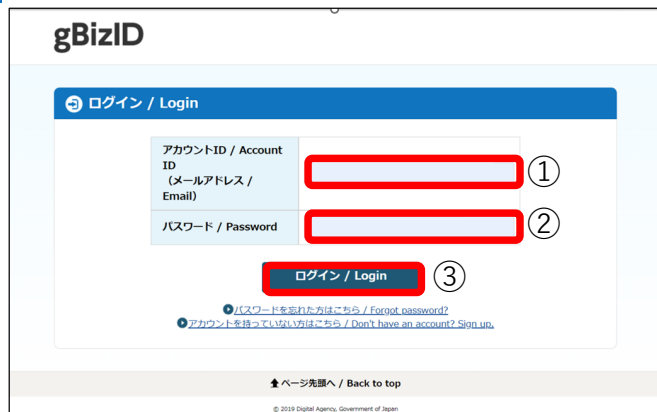 gBizID
ログイン / Login
アカウントID / Account
ID
（メールアドレス /
Email）
①
パスワード / Password
②
ログイン / Login
③
パスワードを忘れた方はこちら / Forgot password?
アカウントを持っていない方はこちら / Don't have an account? Sign up.
ページ先頭へ / Back to top
© 2019 Digital Agency, Government of Japan